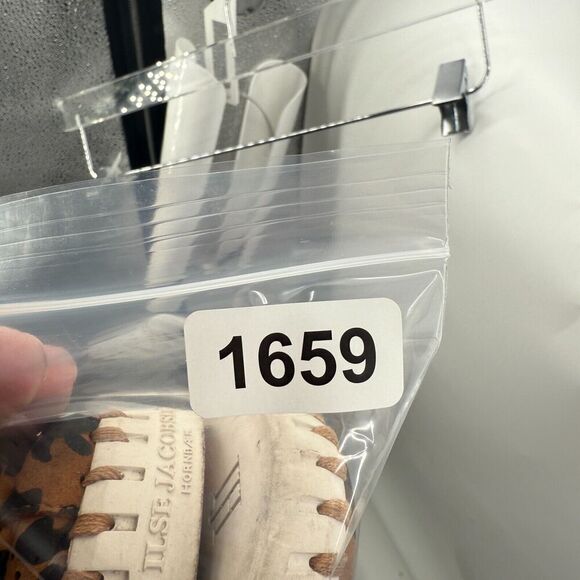 1659
ILSE JACOBSEN
HORNBÆK